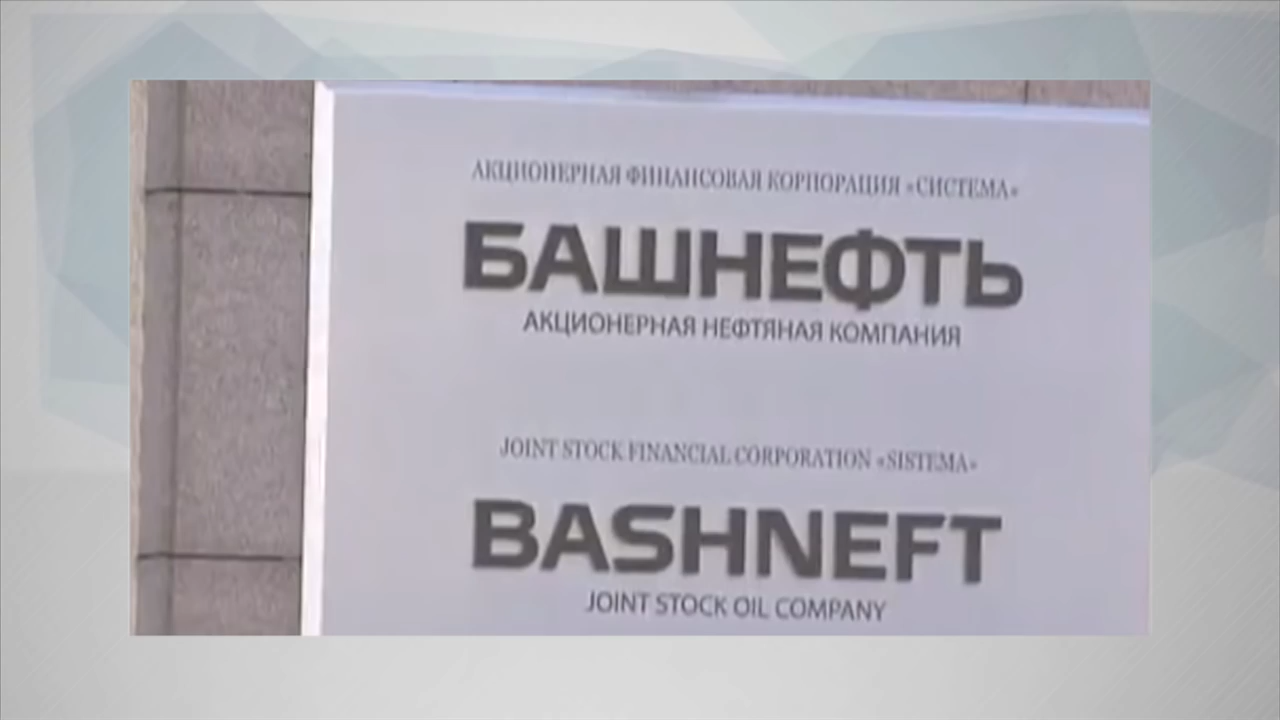 АКЦИОНЕРНАЯ ФИНАНСОВАЯ КОРПОРАЦИЯ «СИСТЕМА»
БАШНЕФТЬ
АКЦИОНЕРНАЯ НЕФТЯНАЯ КОМПАНИЯ
JOINT STOCK FINANCIAL CORPORATION «SISTEMA»
BASHNEFT
JOINT STOCK OIL COMPANY